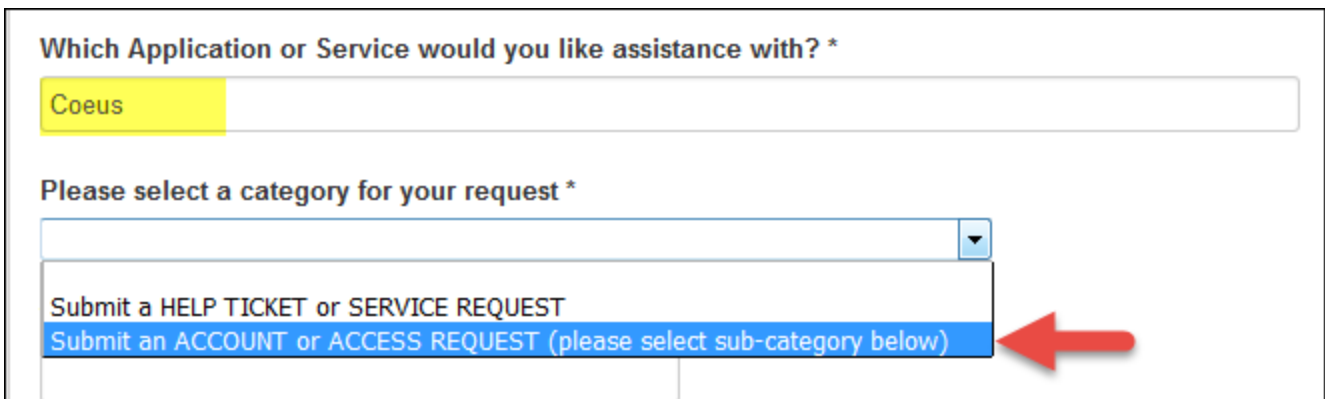 Which Application or Service would you like assistance with? *
Coeus
Please select a category for your request *
Submit a HELP TICKET or SERVICE REQUEST
Submit an ACCOUNT or ACCESS REQUEST (please select sub-category below)